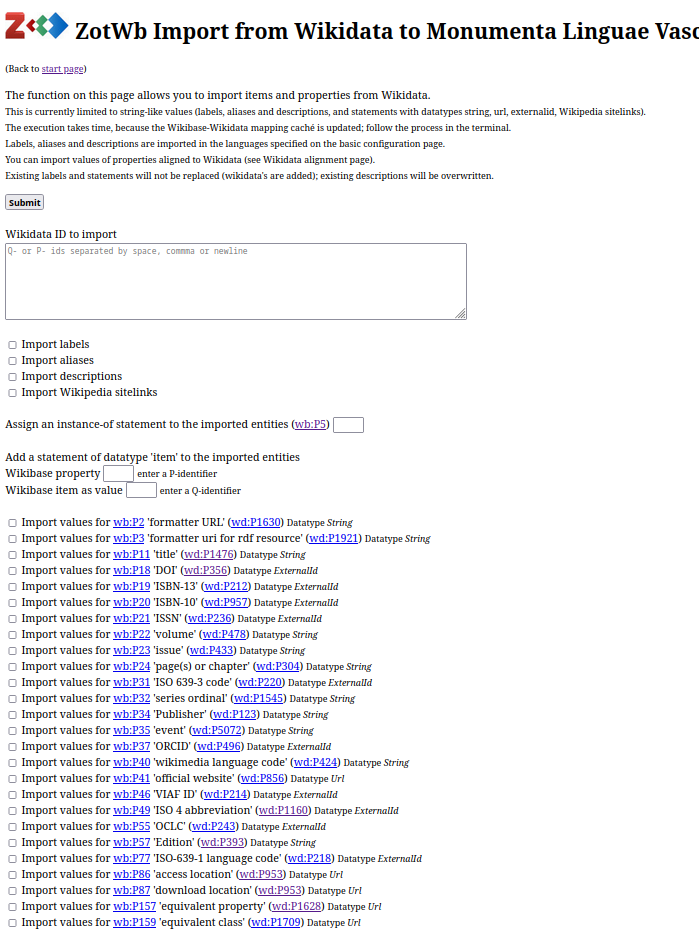 ZotWb Import from Wikidata to Monumenta Linguae Vasc
(Back to start page)
The function on this page allows you to import items and properties from Wikidata.
This is currently limited to string-like values (labels, aliases and descriptions, and statements with datatypes string, url, externalid, Wikipedia sitelinks).
The execution takes time, because the Wikibase-Wikidata mapping caché is updated; follow the process in the terminal.
Labels, aliases and descriptions are imported in the languages specified on the basic configuration page.
You can import values of properties aligned to Wikidata (see Wikidata alignment page).
Existing labels and statements will not be replaced (wikidata's are added); existing descriptions will be overwritten.
Submit
Wikidata ID to import
Q- or P- ids separated by space, commma or newline
Import labels
Import aliases
Import descriptions
Import Wikipedia sitelinks
Assign an instance-of statement to the imported entities (wb:P5)
Add a statement of datatype 'item' to the imported entities
Wikibase property enter a P-identifier
Wikibase item as value enter a Q-identifier
Import values for wb:P2 'formatter URL' (wd:P1630) Datatype String
Import values for wb:P3 'formatter uri for rdf resource' (wd:P1921) Datatype String
Import values for wb:P11 'title' (wd:P1476) Datatype String
Import values for wb:P18 'DOI' (wd:P356) Datatype ExternalId
Import values for wb:P19 'ISBN-13' (wd:P212) Datatype ExternalId
Import values for wb:P20 'ISBN-10' (wd:P957) Datatype ExternalId
Import values for wb:P21 'ISSN' (wd:P236) Datatype ExternalId
Import values for wb:P22 'volume' (wd:P478) Datatype String
Import values for wb:P23 'issue' (wd:P433) Datatype String
Import values for wb:P24 'page(s) or chapter' (wd:P304) Datatype String
Import values for wb:P31 'ISO 639-3 code' (wd:P220) Datatype ExternalId
Import values for wb:P32 'series ordinal' (wd:P1545) Datatype String
Import values for wb:P34 'Publisher' (wd:P123) Datatype String
Import values for wb:P35 'event' (wd:P5072) Datatype String
Import values for wb:P37 'ORCID' (wd:P496) Datatype ExternalId
Import values for wb:P40 'wikimedia language code' (wd:P424) Datatype String
Import values for wb:P41 'official website' (wd:P856) Datatype Url
Import values for wb:P46 'VIAF ID' (wd:P214) Datatype ExternalId
Import values for wb:P49 'ISO 4 abbreviation' (wd:P1160) Datatype ExternalId
Import values for wb:P55 'OCLC' (wd:P243) Datatype ExternalId
Import values for wb:P57 'Edition' (wd:P393) Datatype String
Import values for wb:P77 'ISO-639-1 language code' (wd:P218) Datatype ExternalId
Import values for wb:P86 'access location' (wd:P953) Datatype Url
Import values for wb:P87 'download location' (wd:P953) Datatype Url
Import values for wb:P157 'equivalent property' (wd:P1628) Datatype Url
Import values for wb:P159 'equivalent class' (wd:P1709) Datatype Url